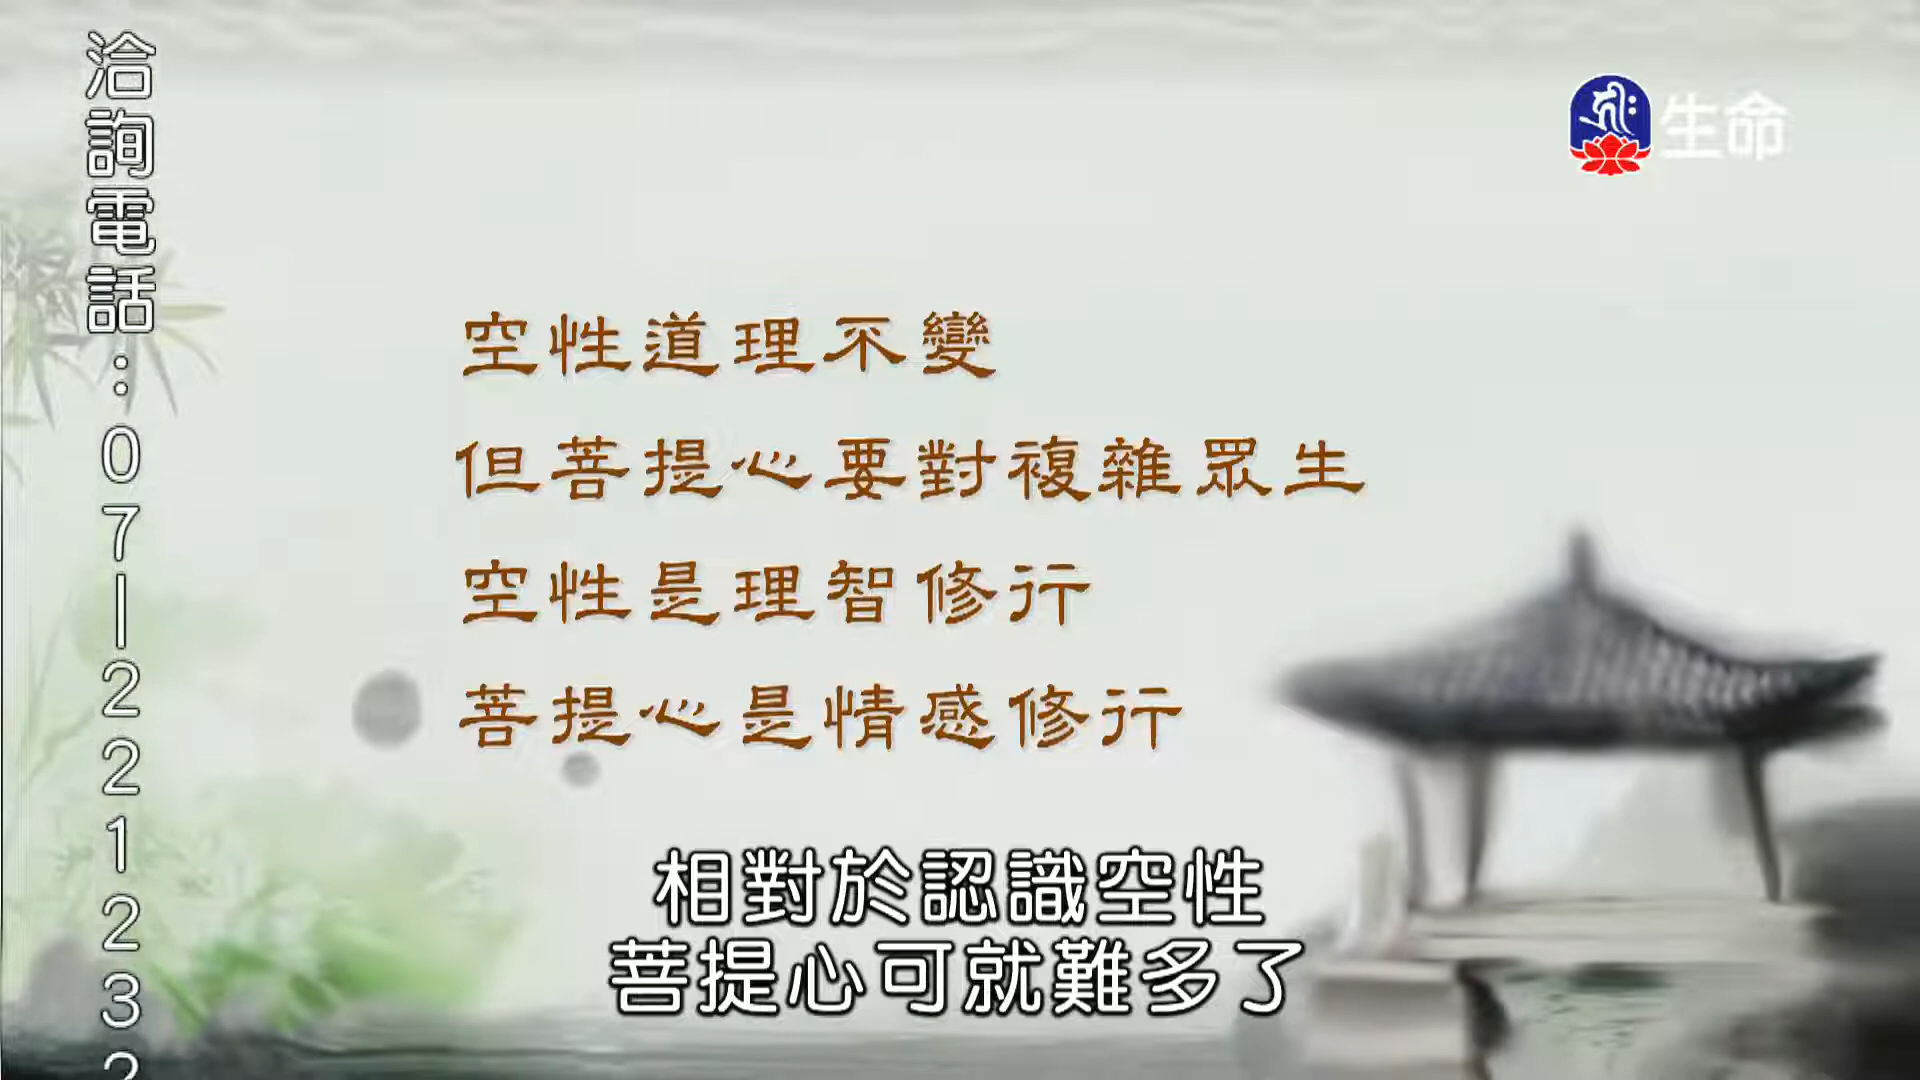 洽詢電話：07-2212232
生命
空性道理不變
但菩提心要對複雜眾生
空性是理智修行
菩提心是情感修行
相對於認識空性
菩提心可就難多了